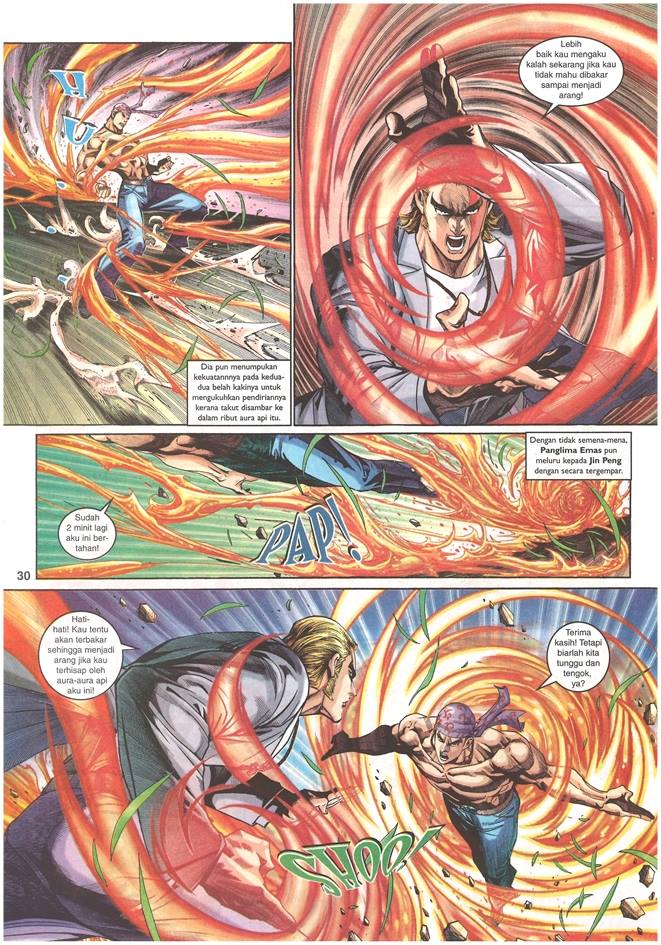 H
U
Dia pun menumpukan
kekuatannnya pada kedua-
dua belah kakinya untuk
mengukuhkan pendiriannya
kerana takut disambar ke
dalam ribut aura api itu.
Lebih
baik kau mengaku
kalah sekarang jika kau
tidak mahu dibakar
sampai menjadi
arang!
Dengan tidak semena-mena,
Panglima Emas pun
meluru kepada Jin Peng
dengan secara tergempar.
Sudah
2 minit lagi
aku ini ber-
tahan!
PAP!
30
Hati-
hati! Kau tentu
akan terbakar
sehingga menjadi
arang jika kau
terhisap oleh
aura-aura api
aku ini!
Terima
kasih! Tetapi
biarlah kita
tunggu dan
tengok,
ya?
SHOO!